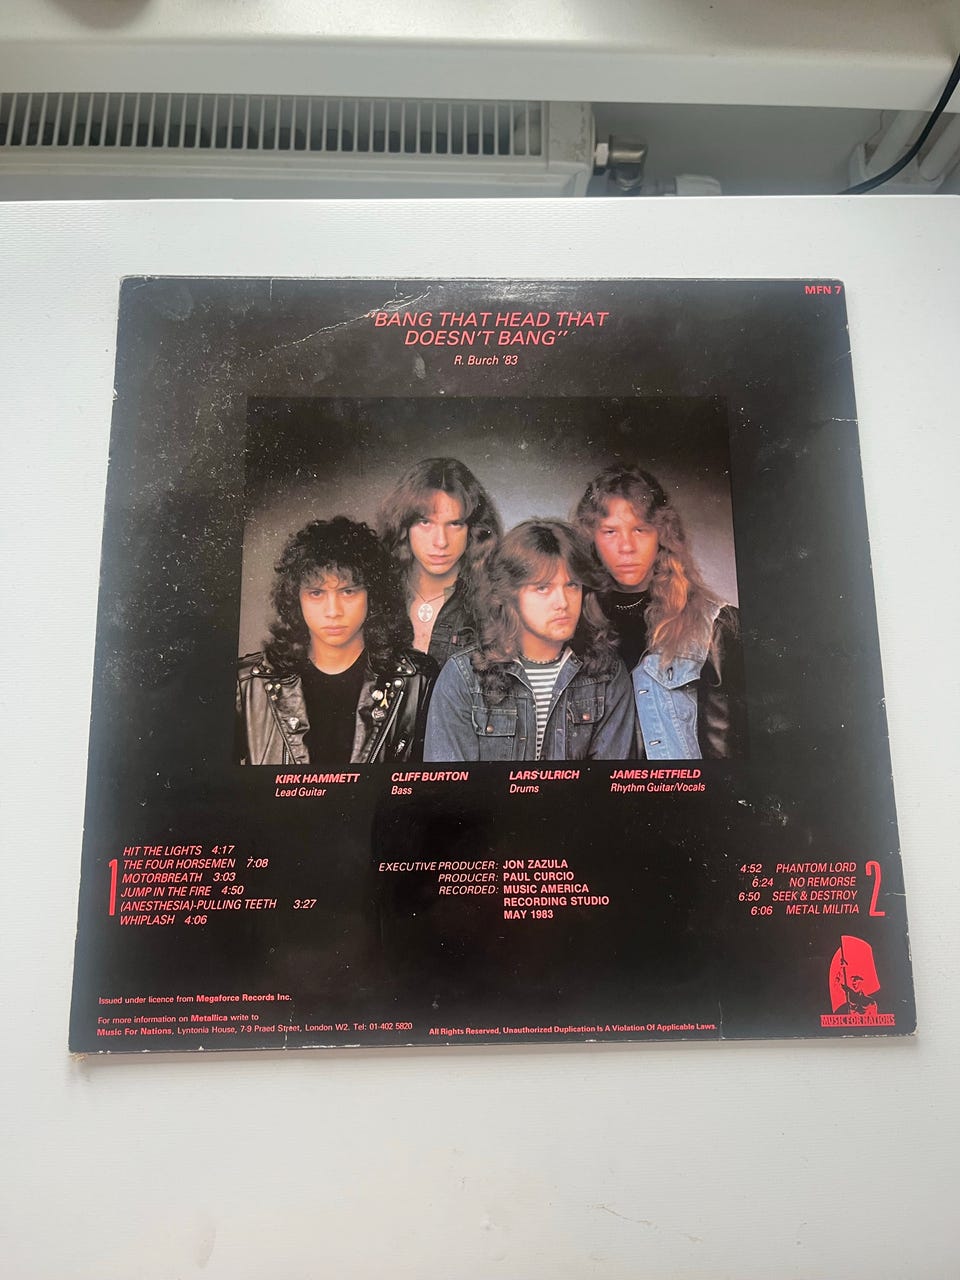 MFN 7
"BANG THAT HEAD THAT
DOESN'T BANG"
R. Burch '83
KIRK HAMMETT
Lead Guitar
CLIFF BURTON
Bass
LARS ULRICH
Drums
JAMES HETFIELD
Rhythm Guitar/Vocals
1
HIT THE LIGHTS 4:17
THE FOUR HORSEMEN 7:08
MOTORBREATH 3:03
JUMP IN THE FIRE 4:50
(ANESTHESIA)-PULLING TEETH 3:27
WHIPLASH 4:06
EXECUTIVE PRODUCER: JON ZAZULA
PRODUCER: PAUL CURCIO
RECORDED: MUSIC AMERICA
RECORDING STUDIO
MAY 1983
4:52 PHANTOM LORD
6:24 NO REMORSE
6:50 SEEK & DESTROY
6:06 METAL MILITIA
2
MUSIC FOR NATIONS
Issued under licence from Megaforce Records Inc.
For more information on Metallica write to
Music For Nations, Lyntonia House, 7-9 Praed Street, London W2. Tel: 01-402 5820
All Rights Reserved, Unauthorized Duplication Is A Violation Of Applicable Laws.